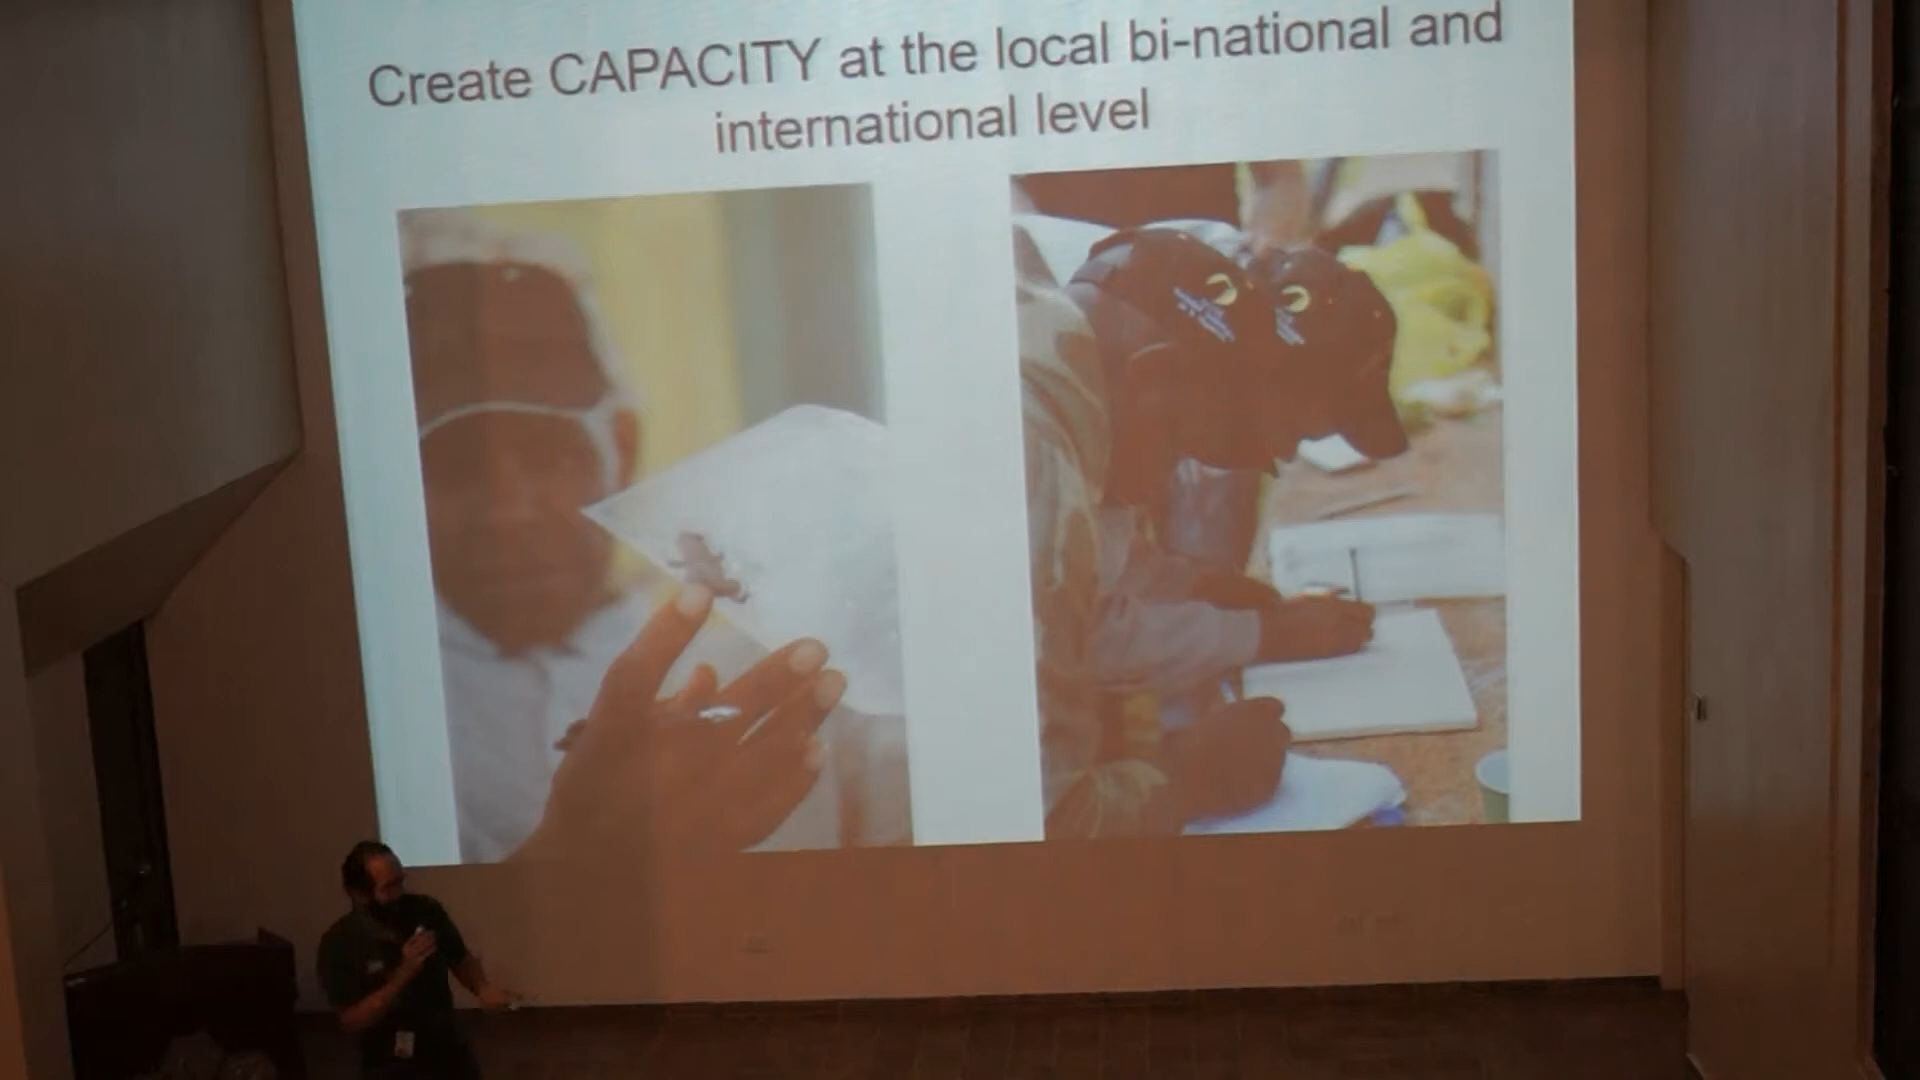 Create CAPACITY at the local bi-national and
international level